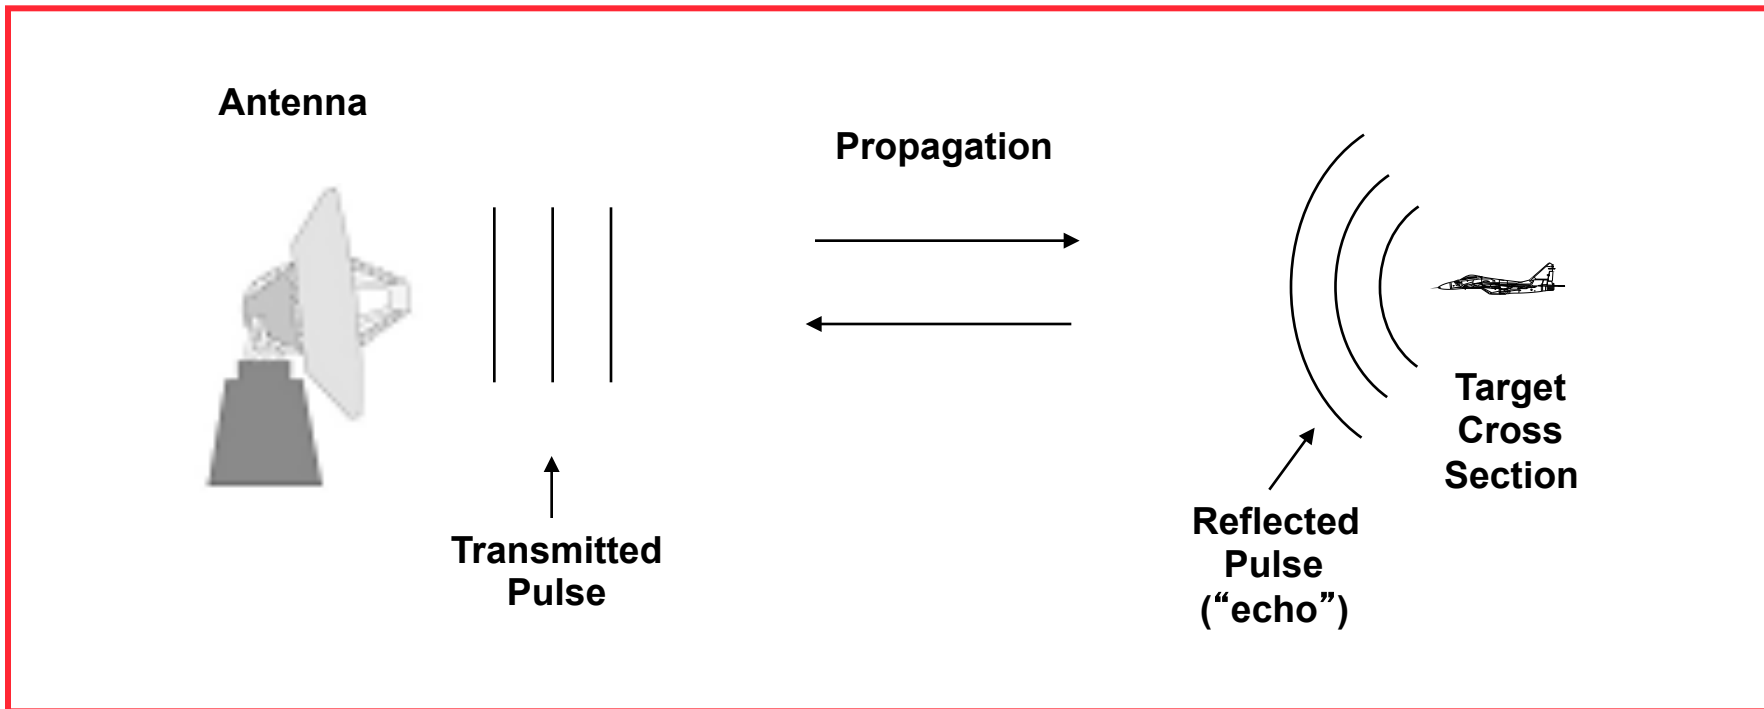 Antenna
Propagation
Target
Cross
Section
Transmitted
Pulse
Reflected
Pulse
(“echo”)